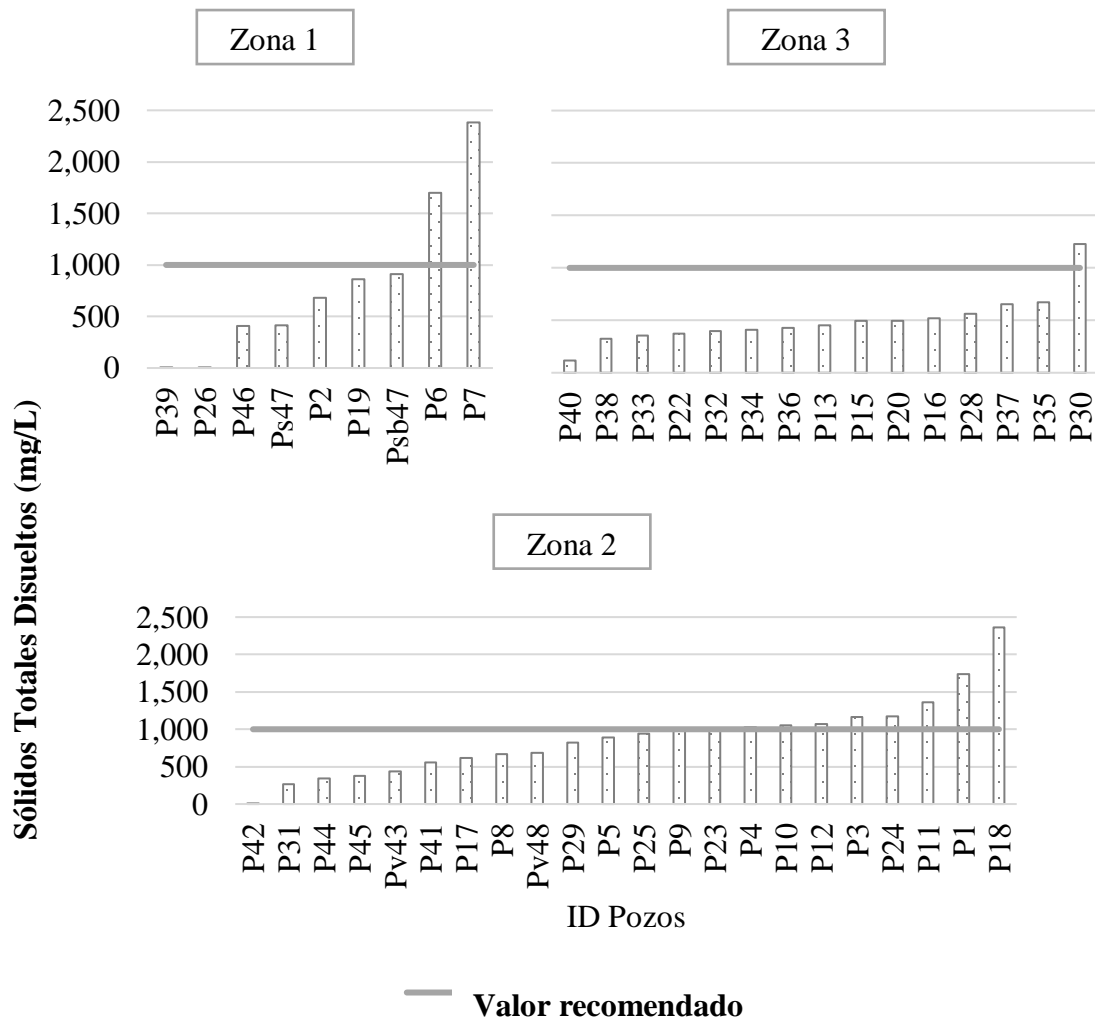 Zona 1
Zona 3
Sólidos Totales Disueltos (mg/L)
2,500
2,000
1,500
1,000
500
0
P39
P26
P46
Ps47
P2
P19
Psb47
P6
P7
P40
P38
P33
P22
P32
P34
P36
P13
P15
P20
P16
P28
P37
P35
P30
Zona 2
2,500
2,000
1,500
1,000
500
0
P42
P31
P44
P45
Pv43
P41
P17
P8
Pv48
P29
P5
P25
P9
P23
P4
P10
P12
P3
P24
P11
P1
P18
ID Pozos
Valor recomendado